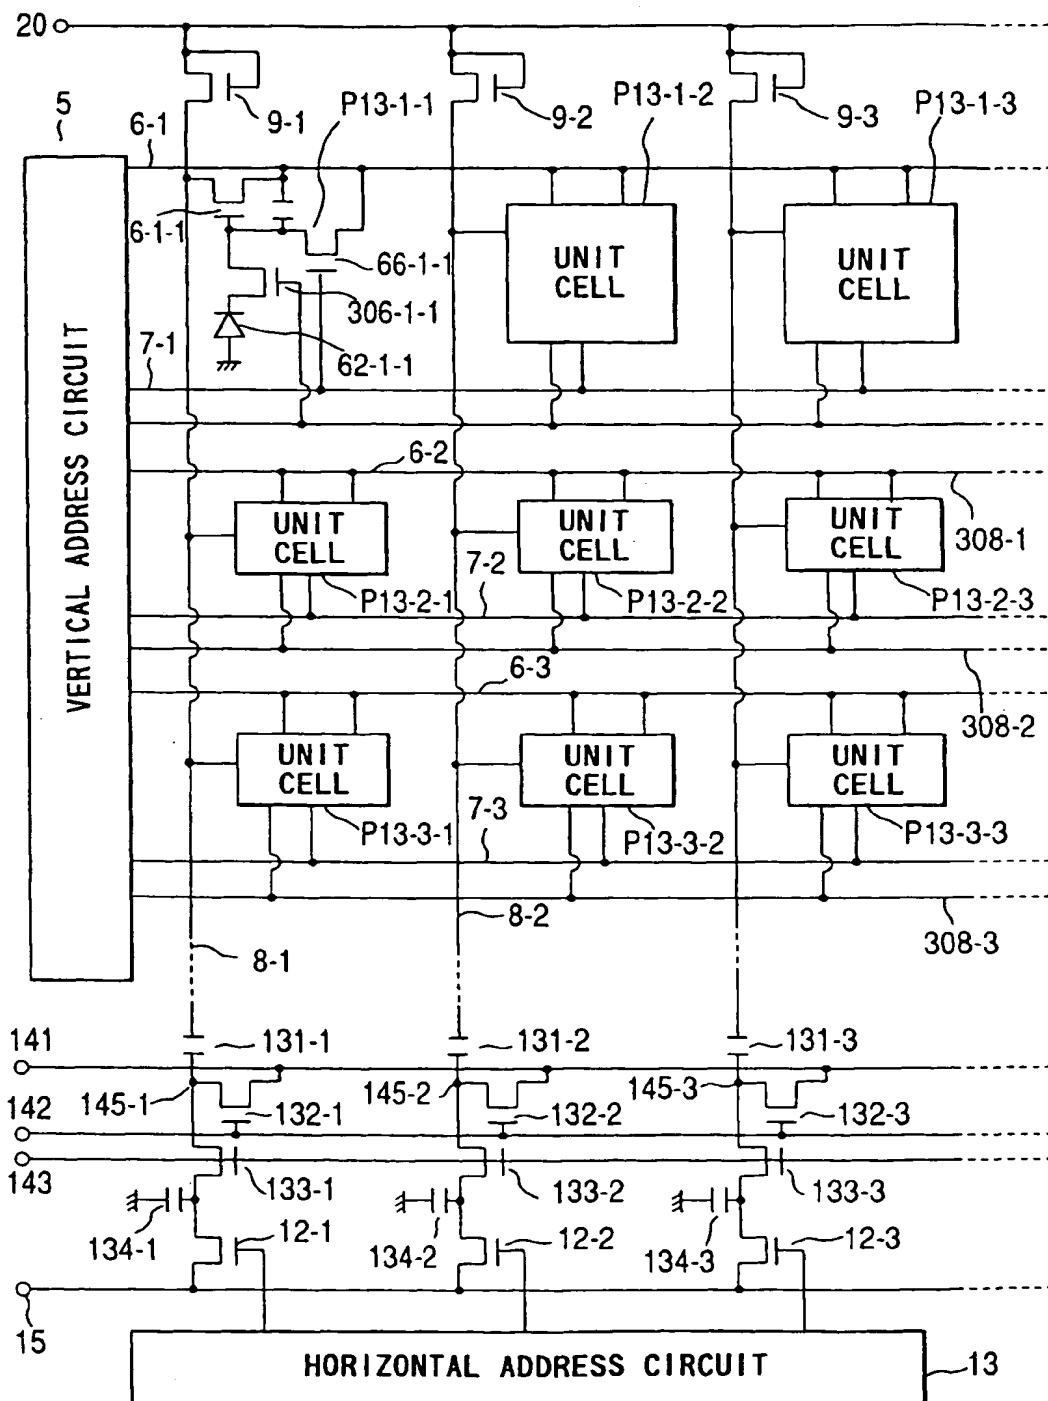 20
5
6-1
9-1
P13-1-1
9-2
P13-1-2
9-3
P13-1-3
6-1-1
66-1-1
306-1-1
62-1-1
UNIT
CELL
UNIT
CELL
7-1
VERTICAL ADDRESS CIRCUIT
6-2
UNIT
CELL
UNIT
CELL
UNIT
CELL
308-1
7-2
P13-2-1
P13-2-2
P13-2-3
6-3
308-2
UNIT
CELL
UNIT
CELL
UNIT
CELL
7-3
P13-3-1
P13-3-2
P13-3-3
8-2
308-3
8-1
141
131-1
131-2
131-3
145-1
145-2
145-3
142
132-1
132-2
132-3
143
133-1
133-2
133-3
134-1
12-1
134-2
12-2
134-3
12-3
15
HORIZONTAL ADDRESS CIRCUIT
13